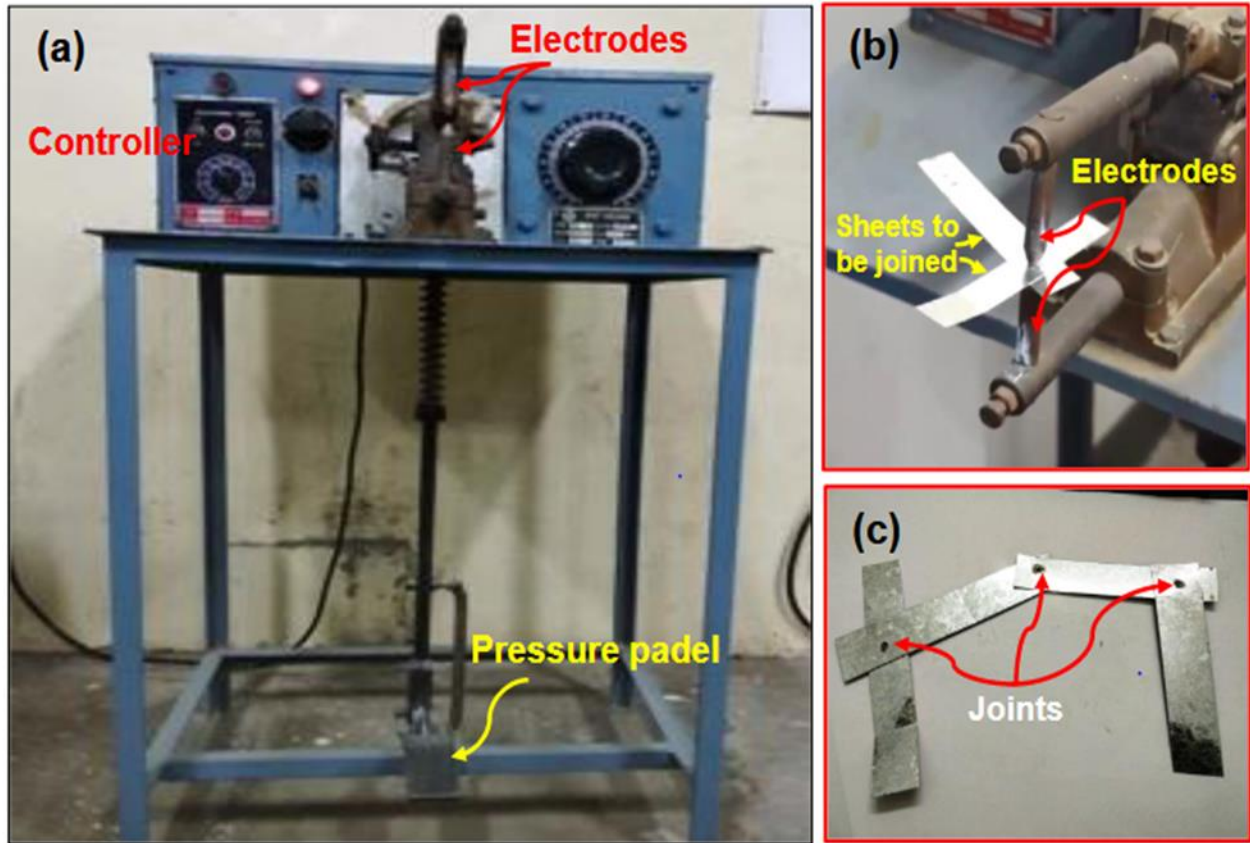 (a)
Electrodes
Controller
Pressure padel
(b)
Electrodes
Sheets to
be joined
(c)
Joints